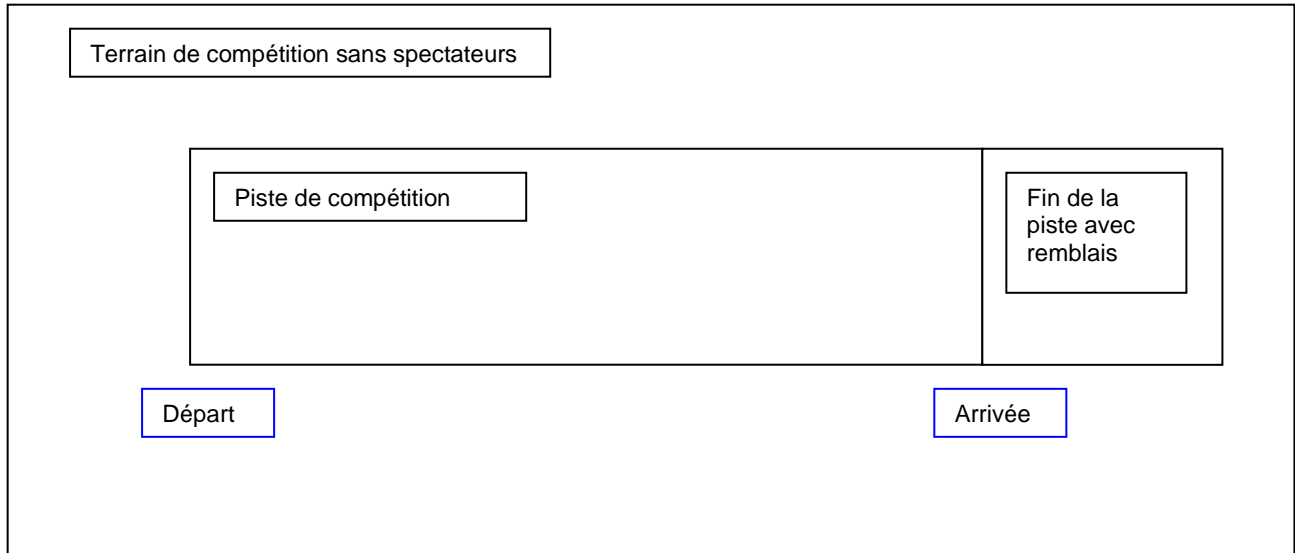 Terrain de compétition sans spectateurs
Piste de compétition
Fin de la
piste avec
remblais
Départ
Arrivée